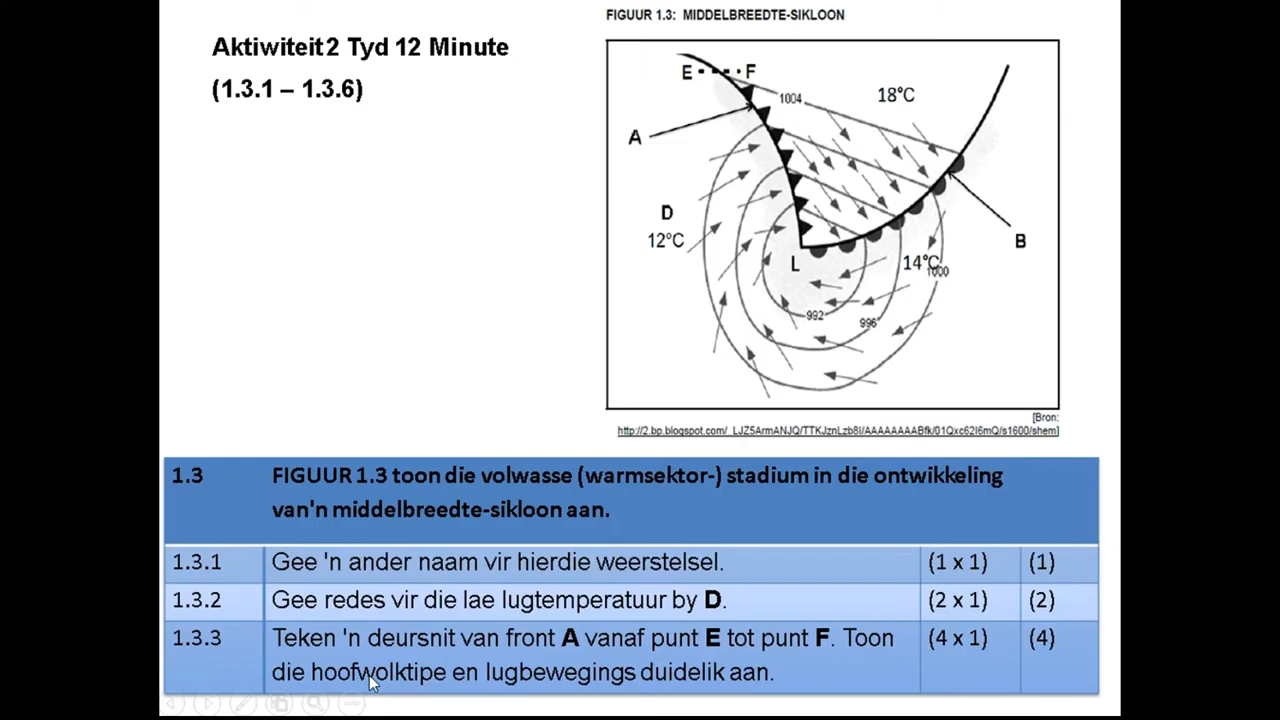 FIGUUR 1.3: MIDDELBREEDTE-SIKLOON
Aktiwiteit 2 Tyd 12 Minute
(1.3.1 – 1.3.6)
E
F
1004
18°C
A
D
12°C
B
L
14°C
1000
992
996
[Bron:
http://2.bp.blogspot.com/_LJZ5ArmANJQ/TTKJznLzb8I/AAAAAAAABfk/01Qxc62I6mQ/s1600/shem]
1.3 FIGUUR 1.3 toon die volwasse (warmsektor-) stadium in die ontwikkeling
van'n middelbreedte-sikloon aan.
1.3.1 Gee 'n ander naam vir hierdie weerstelsel. (1 x 1) (1)
1.3.2 Gee redes vir die lae lugtemperatuur by D. (2 x 1) (2)
1.3.3 Teken 'n deursnit van front A vanaf punt E tot punt F. Toon (4 x 1) (4)
die hoofwolktipe en lugbewegings duidelik aan.